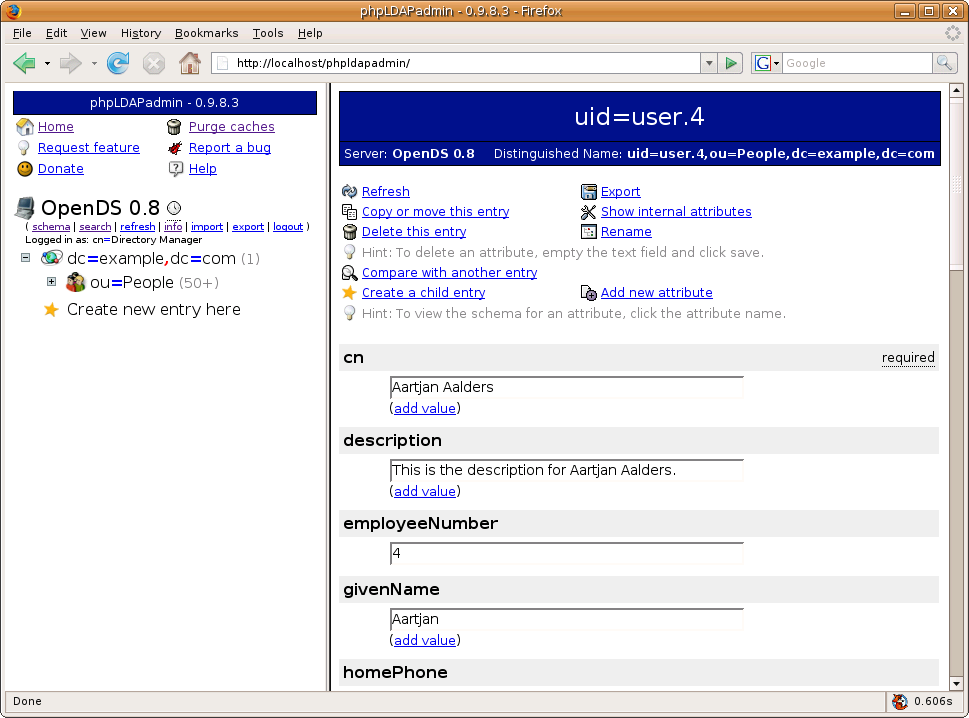 phpLDAPadmin - 0.9.8.3 - Firefox
File Edit View History Bookmarks Tools Help
http://localhost/phpldapadmin/
G Google
phpLDAPadmin - 0.9.8.3
Home Purge caches
Request feature Report a bug
Donate Help
OpenDS 0.8
( schema | search | refresh | info | import | export | logout )
Logged in as: cn=Directory Manager
dc=example,dc=com (1)
ou=People (50+)
Create new entry here
uid=user.4
Server: OpenDS 0.8 Distinguished Name: uid=user.4,ou=People,dc=example,dc=com
Refresh Export
Copy or move this entry Show internal attributes
Delete this entry Rename
Hint: To delete an attribute, empty the text field and click save.
Compare with another entry
Create a child entry Add new attribute
Hint: To view the schema for an attribute, click the attribute name.
cn required
Aartjan Aalders
(add value)
description
This is the description for Aartjan Aalders.
(add value)
employeeNumber
4
givenName
Aartjan
(add value)
homePhone
Done 0.606s